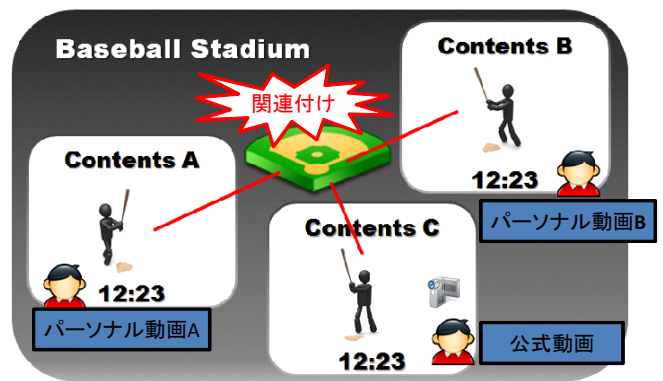 Baseball Stadium
Contents B
関連付け
12:23
パーソナル動画B
Contents A
12:23
パーソナル動画A
Contents C
12:23
公式動画